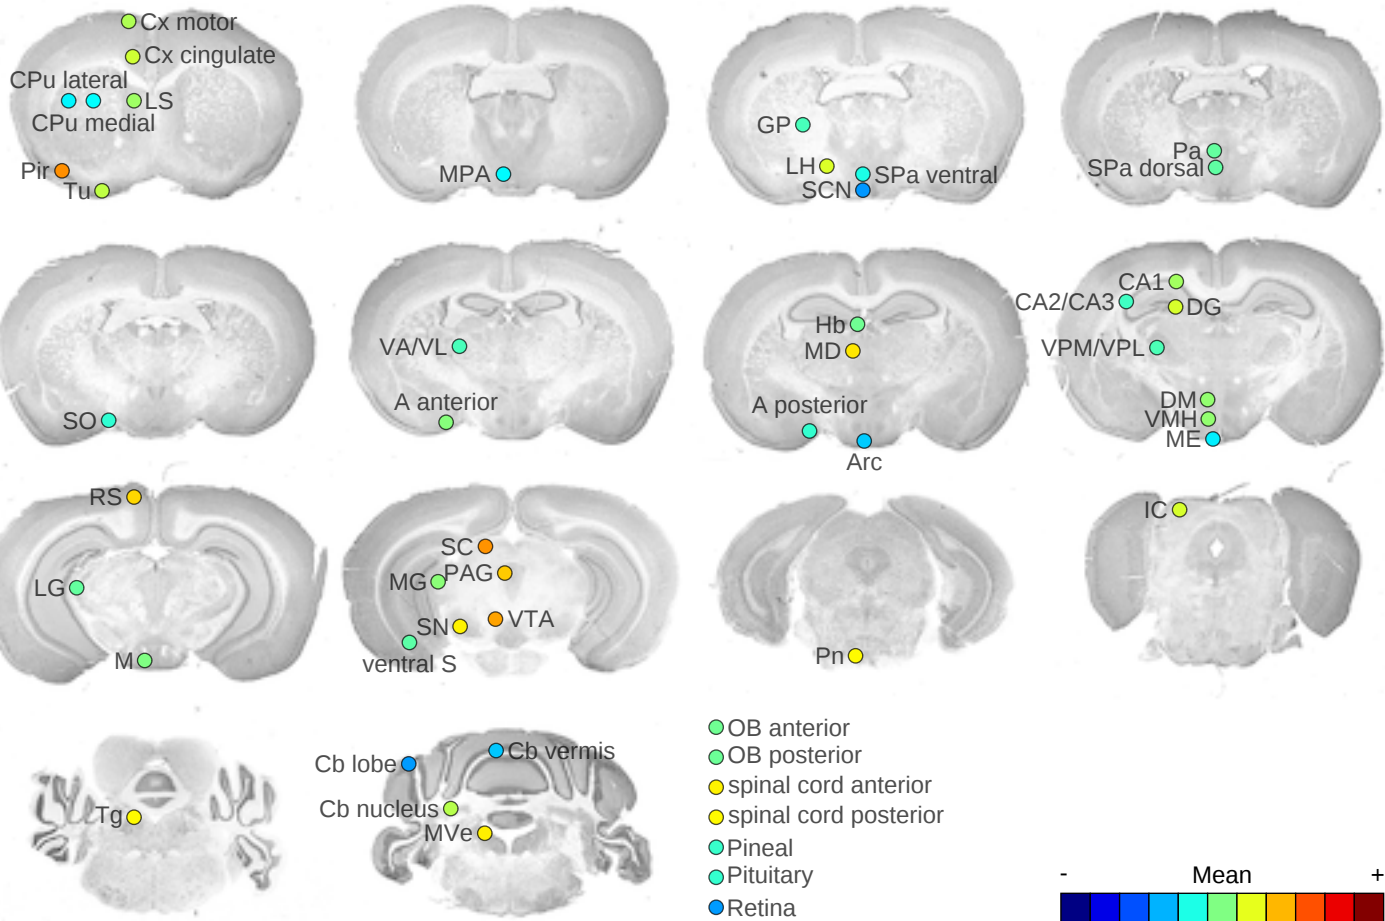 Cx motor
Cx cingulate
CPu lateral
LS
CPu medial
Pir
Tu
MPA
GP
LH
SPa ventral
SCN
Pa
SPa dorsal
SO
VA/VL
A anterior
Hb
MD
A posterior
Arc
CA1
CA2/CA3
DG
VPM/VPL
DM
VMH
ME
RS
LG
M
SC
PAG
MG
SN
VTA
ventral S
Pn
IC
Tg
Cb lobe
Cb vermis
Cb nucleus
MVe
OB anterior
OB posterior
spinal cord anterior
spinal cord posterior
Pineal
Pituitary
Retina
- Mean +